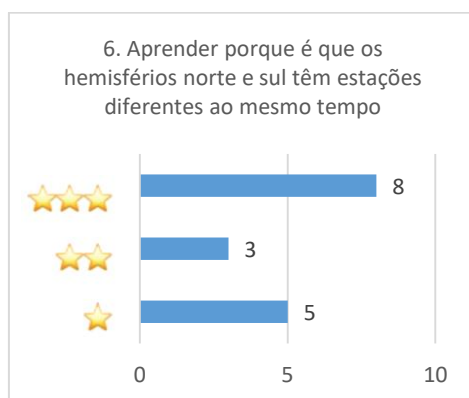 6. Aprender porque é que os
hemisférios norte e sul têm estações
diferentes ao mesmo tempo
8
3
5
0 5 10